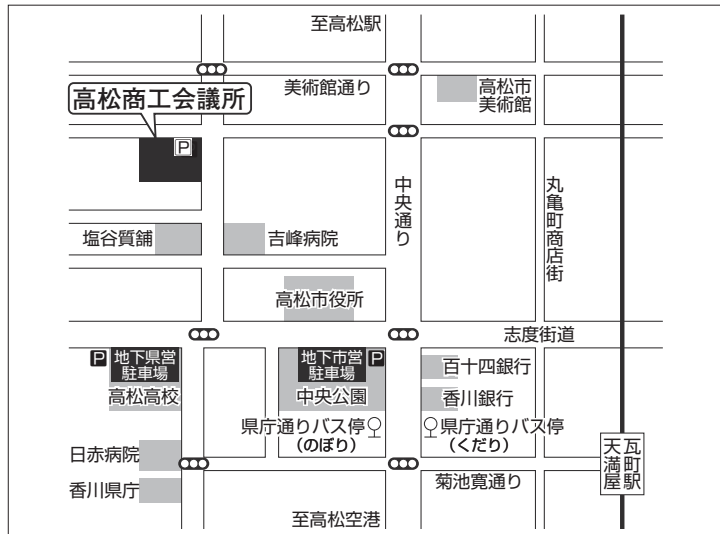 至高松駅
美術館通り
高松市
美術館
高松商工会議所
P
中央通り
丸亀町商店街
塩谷質舗
吉峰病院
高松市役所
志度街道
P
地下県営
駐車場
高松高校
地下市営
駐車場
P
中央公園
百十四銀行
香川銀行
県庁通りバス停
(のぼり)
県庁通りバス停
(くだり)
日赤病院
香川県庁
菊池寛通り
瓦町駅
天満屋
至高松空港